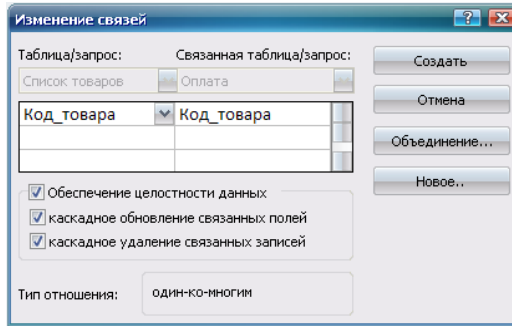 Изменение связей
Таблица/запрос: Связанная таблица/запрос:
Список товаров Оплата
Код_товара Код_товара
Обеспечение целостности данных
каскадное обновление связанных полей
каскадное удаление связанных записей
Тип отношения: один-ко-многим
Создать
Отмена
Объединение...
Новое..